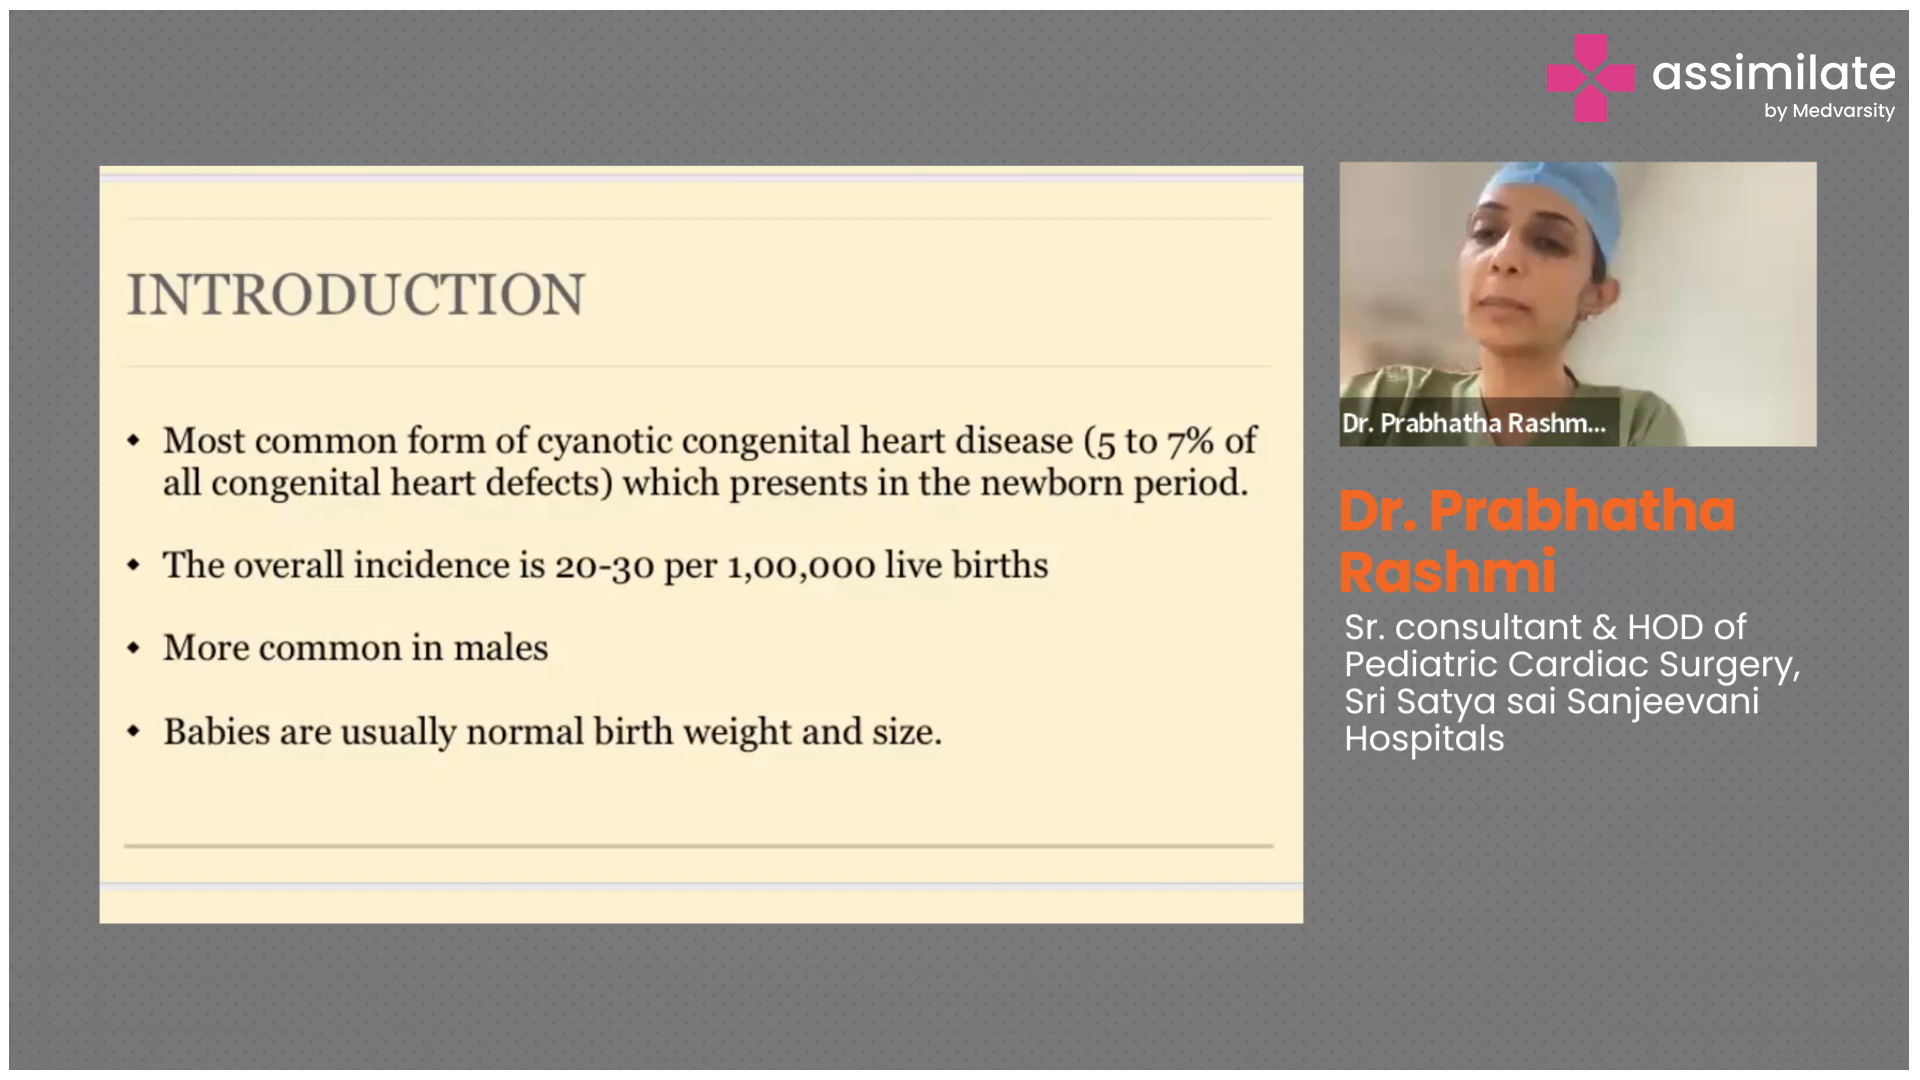 assimilate
by Medvarsity
INTRODUCTION
Most common form of cyanotic congenital heart disease (5 to 7% of
all congenital heart defects) which presents in the newborn period.
The overall incidence is 20-30 per 1,00,000 live births
More common in males
Babies are usually normal birth weight and size.
Dr. Prabhatha Rashm...
Dr. Prabhatha
Rashmi
Sr. consultant & HOD of
Pediatric Cardiac Surgery,
Sri Satya sai Sanjeevani
Hospitals